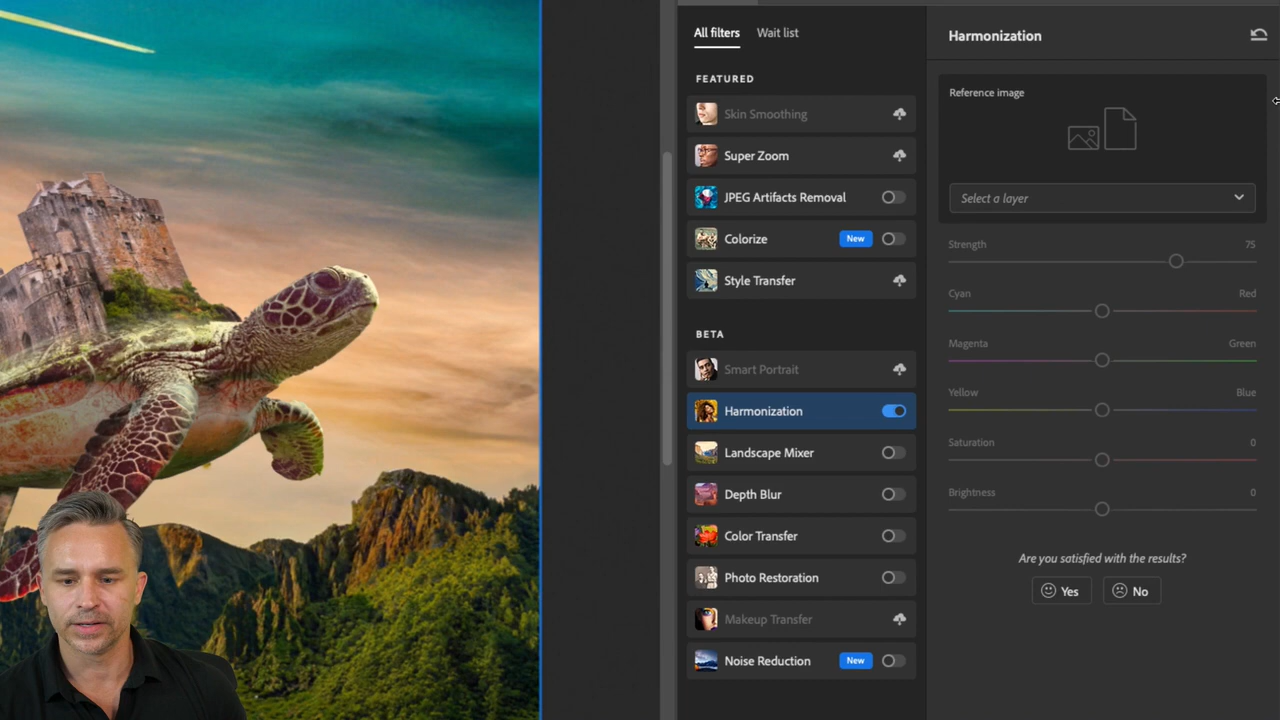 All filters
Wait list
FEATURED
Skin Smoothing
Super Zoom
JPEG Artifacts Removal
Colorize
New
Style Transfer
BETA
Smart Portrait
Harmonization
Landscape Mixer
Depth Blur
Color Transfer
Photo Restoration
Makeup Transfer
Noise Reduction
New
Harmonization
Reference image
Select a layer
Strength 75
Cyan Red
Magenta Green
Yellow Blue
Saturation 0
Brightness 0
Are you satisfied with the results?
Yes No